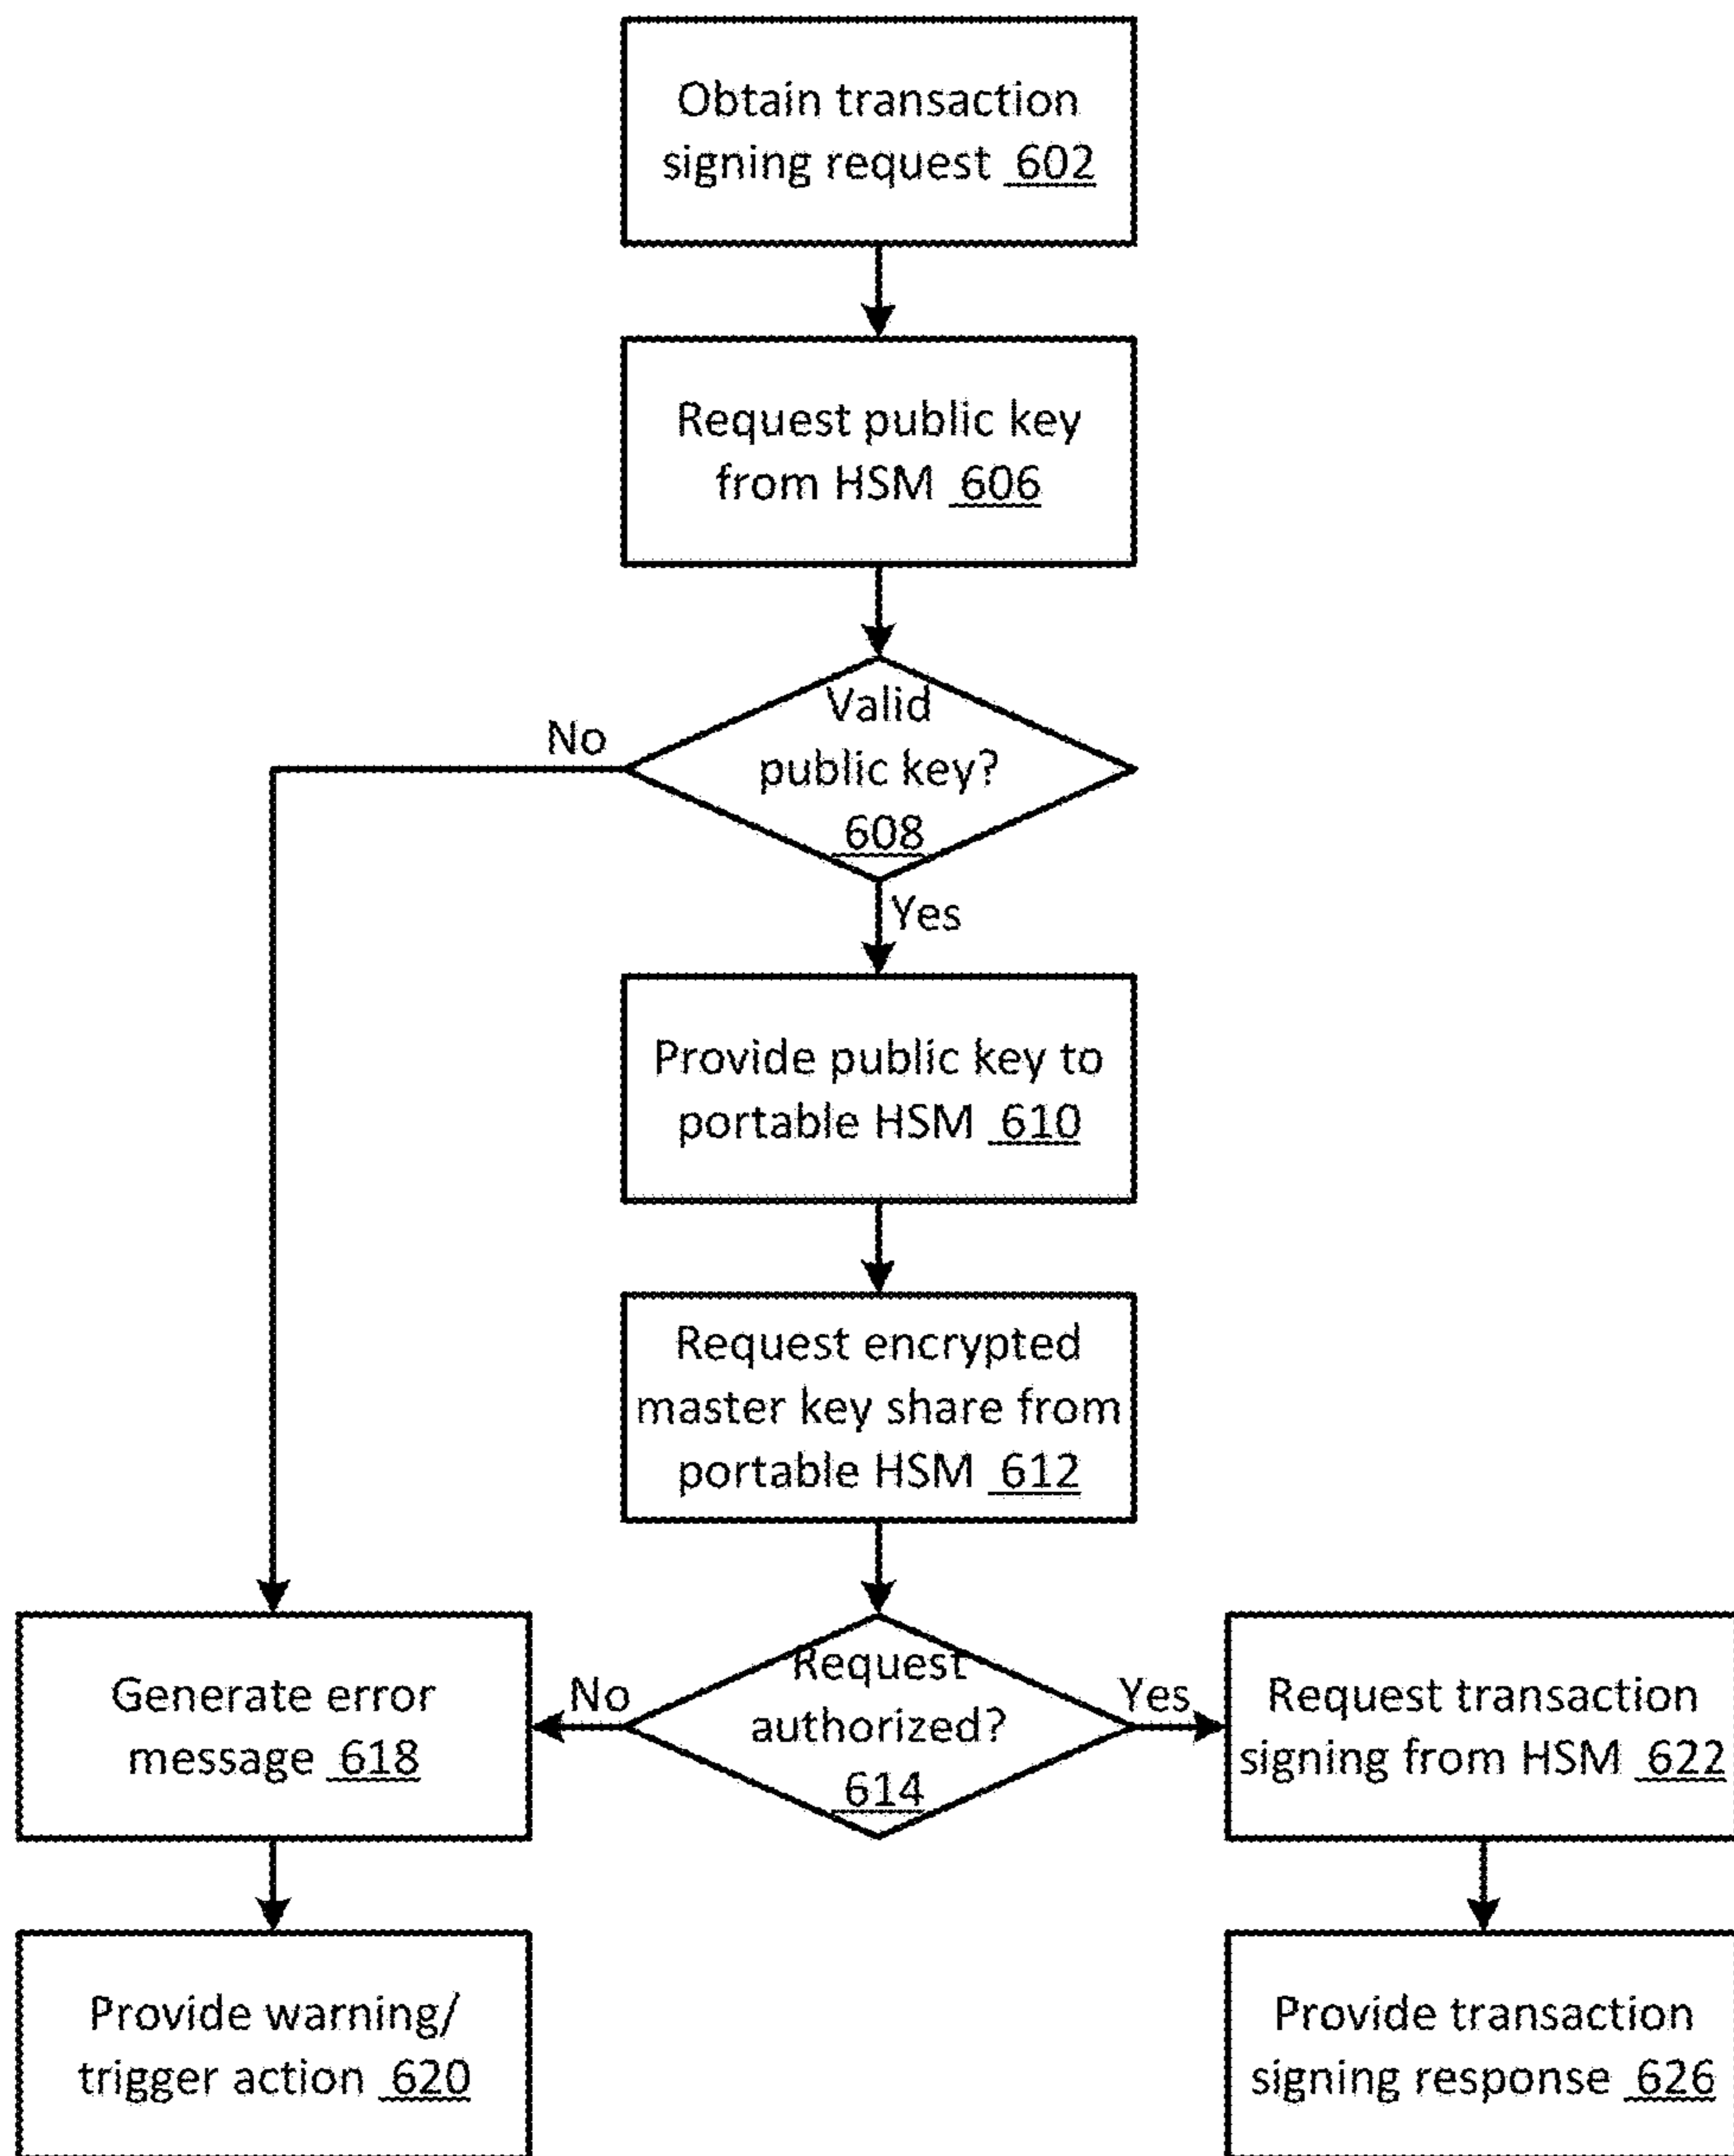 Obtain transaction
signing request 602
Request public key
from HSM 606
Valid
public key?
608
No
Yes
Provide public key to
portable HSM 610
Request encrypted
master key share from
portable HSM 612
Request
authorized?
614
No
Yes
Generate error
message 618
Request transaction
signing from HSM 622
Provide warning/
trigger action 620
Provide transaction
signing response 626